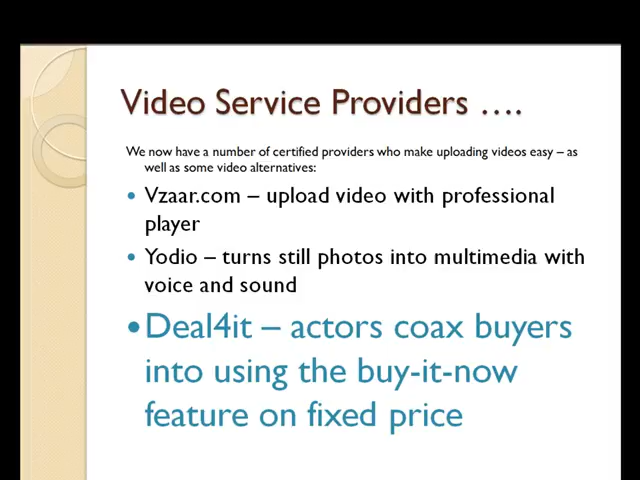 Video Service Providers ….
We now have a number of certified providers who make uploading videos easy – as
well as some video alternatives:
• Vzaar.com – upload video with professional
player
• Yodio – turns still photos into multimedia with
voice and sound
• Deal4it – actors coax buyers
into using the buy-it-now
feature on fixed price